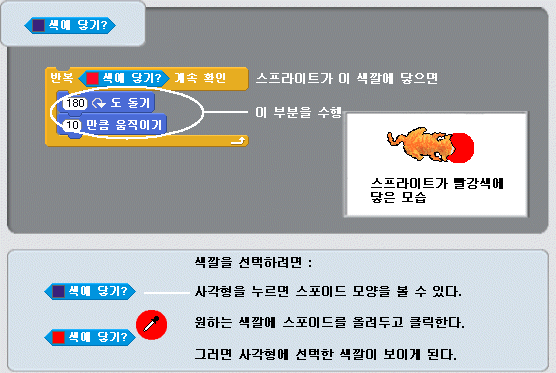 색에 닿기?
반복 색에 닿기? 계속 확인 스프라이트가 이 색깔에 닿으면
180 도 돌기
이 부분을 수행
10 만큼 움직이기
스프라이트가 빨강색에
닿은 모습
색깔을 선택하려면 :
색에 닿기? 사각형을 누르면 스포이드 모양을 볼 수 있다.
원하는 색깔에 스포이드를 올려두고 클릭한다.
색에 닿기?
그러면 사각형에 선택한 색깔이 보이게 된다.